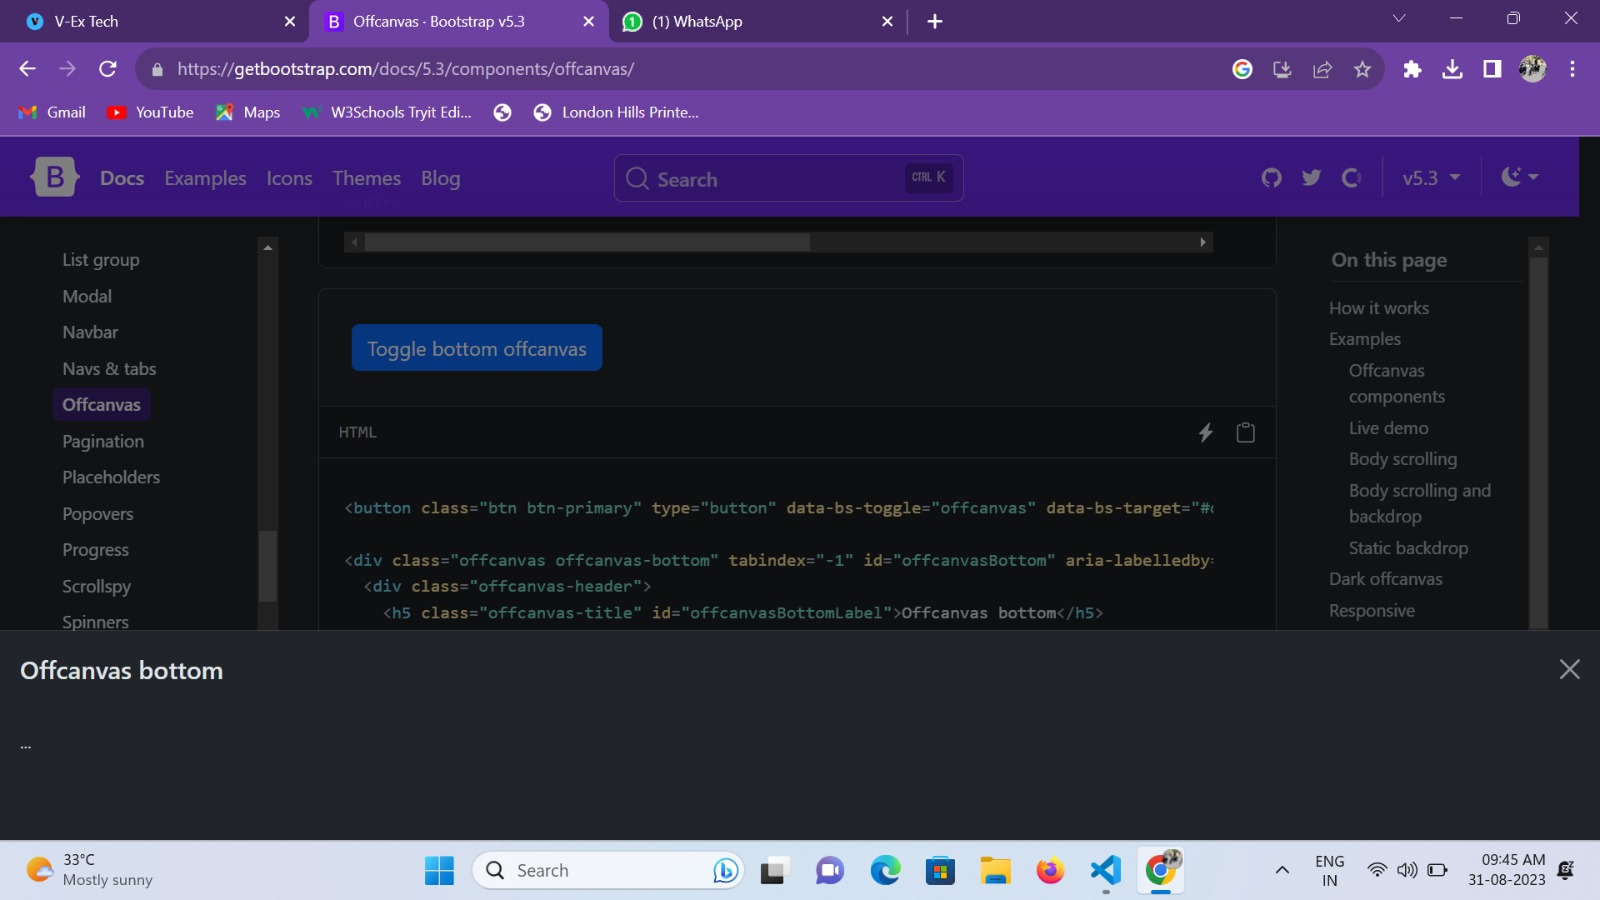 V-Ex Tech
Offcanvas · Bootstrap v5.3
(1) WhatsApp
https://getbootstrap.com/docs/5.3/components/offcanvas/
Gmail
YouTube
Maps
W3Schools Tryit Edi...
London Hills Printe...
B
Docs
Examples
Icons
Themes
Blog
Search
CTRL K
v5.3
List group
Modal
Navbar
Navs & tabs
Offcanvas
Pagination
Placeholders
Popovers
Progress
Scrollspy
Spinners
Toggle bottom offcanvas
HTML
<button class="btn btn-primary" type="button" data-bs-toggle="offcanvas" data-bs-target="#
<div class="offcanvas offcanvas-bottom" tabindex="-1" id="offcanvasBottom" aria-labelledby=
<div class="offcanvas-header">
<h5 class="offcanvas-title" id="offcanvasBottomLabel">Offcanvas bottom</h5>
On this page
How it works
Examples
Offcanvas
components
Live demo
Body scrolling
Body scrolling and
backdrop
Static backdrop
Dark offcanvas
Responsive
Offcanvas bottom
...
33°C
Mostly sunny
Search
ENG
IN
09:45 AM
31-08-2023